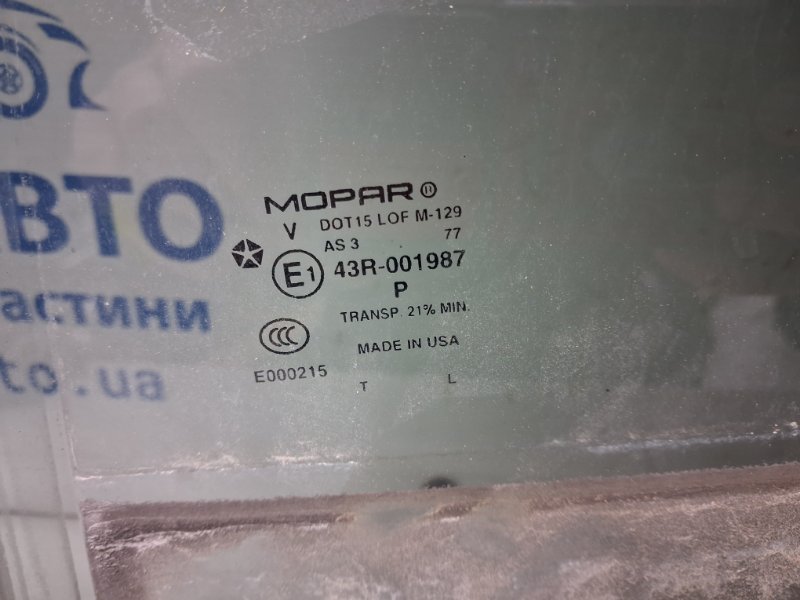 MOPAR®
V DOT15 LOF M-129
AS 3 . 77
E1 43R-001987
P
TRANSP. 21% MIN.
CCC
MADE IN USA
E000215
T L
ВТО
астини
to.ua